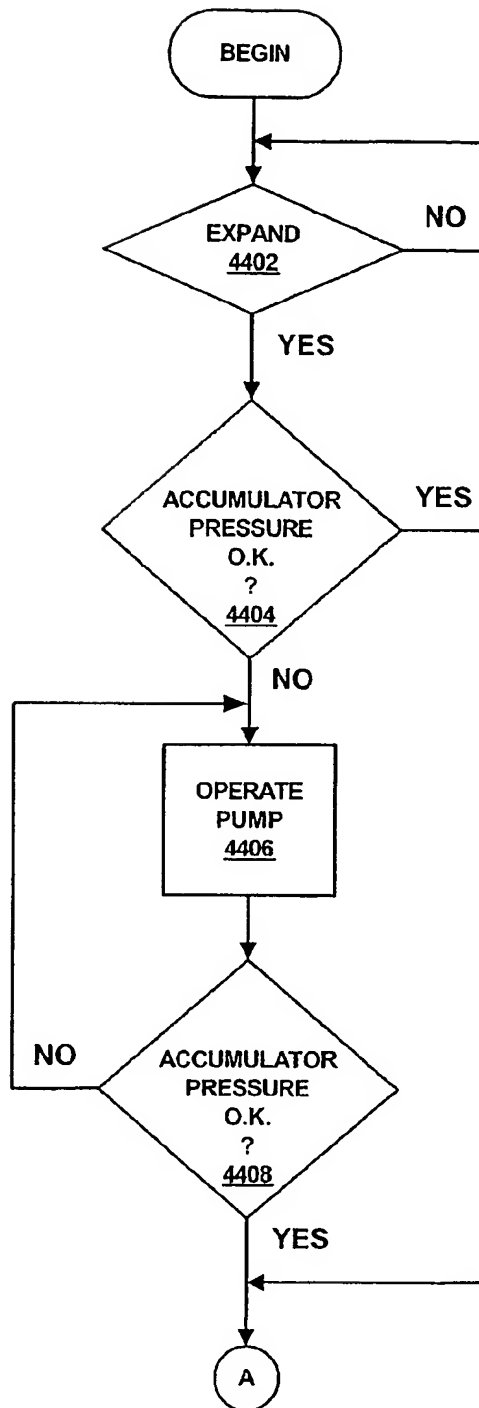 BEGIN
EXPAND
4402
NO
YES
ACCUMULATOR
PRESSURE
O.K.
?
4404
YES
NO
OPERATE
PUMP
4406
NO
ACCUMULATOR
PRESSURE
O.K.
?
4408
YES
A